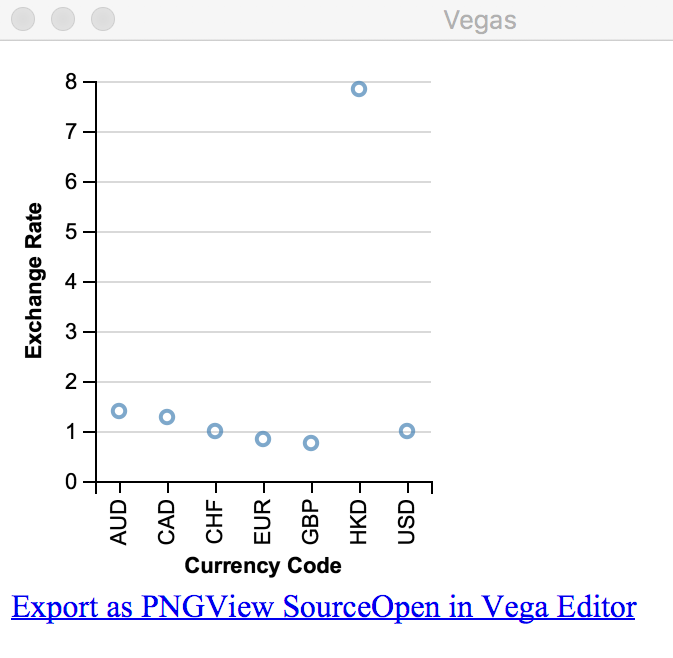 Vegas
8
7
6
5
4
3
2
1
0
Exchange Rate
AUD CAD CHF EUR GBP HKD USD
Currency Code
Export as PNGView SourceOpen in Vega Editor